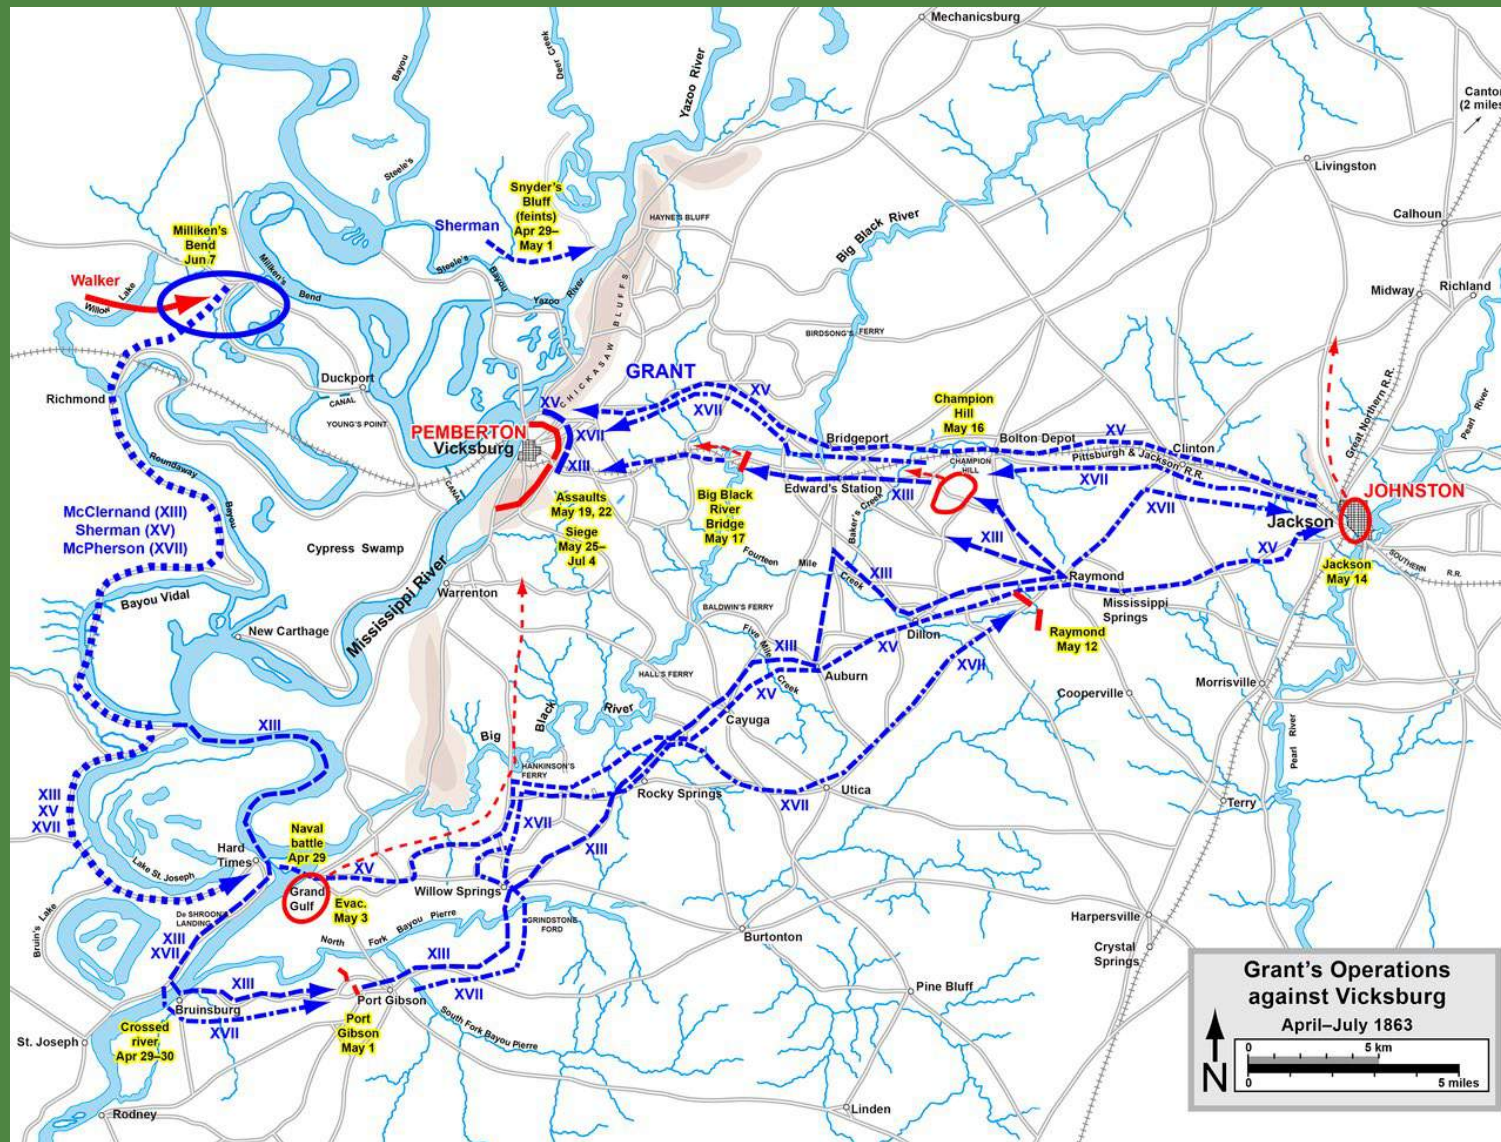 Mechanicsburg
Canton
(2 miles
Livingston
Calhoun
Midway
Richland
Deer Creek
Bayou
Steele's
Yazoo River
Snyder's
Bluff
(feints)
Apr 29–
May 1
Sherman
HAYNE'S BLUFF
Big Black River
Milliken's
Bend
Jun 7
Walker
Willow Lake
Milliken's
Bend
Steele's
Bayou
Yazoo River
CHICKASAW BLUFFS
BIRDSONG'S FERRY
Great Northern R.R.
Pearl River
Richmond
Duckport
CANAL
YOUNG'S POINT
GRANT
XV
XVII
XV
XVII
XIII
PEMBERTON
Vicksburg
CANAL
Champion
Hill
May 16
Bridgeport
Bolton Depot
XV
Clinton
Pittsburgh & Jackson R.R.
CHAMPION
HILL
XVII
Edward's Station
XIII
Baker's Creek
XVII
JOHNSTON
Jackson
Jackson
May 14
SOUTHERN R.R.
Roundaway
Bayou
McClernand (XIII)
Sherman (XV)
McPherson (XVII)
Cypress Swamp
Assaults
May 19, 22
Siege
May 25–
Jul 4
Big Black
River
Bridge
May 17
Fourteen Mile
Creek
XIII
XIII
XV
Raymond
Mississippi
Springs
Bayou Vidal
New Carthage
Mississippi River
Warrenton
BALDWIN'S FERRY
Five Mile
Creek
Dillon
Raymond
May 12
XIII
XV
XVII
HALL'S FERRY
XV
Auburn
Cooperville
Morrisville
Pearl River
Cayuga
Big Black River
HANKINSON'S
FERRY
Rocky Springs
XVII
Utica
Terry
XIII
XIII
XV
XVII
Naval
battle
Apr 29
Hard
Times
Lake St. Joseph
XVII
XIII
XV
Grand
Gulf
Willow Springs
Evac.
May 3
De SHROON'S
LANDING
Bruin's Lake
XIII
XVII
North Fork Bayou Pierre
GRINDSTONE
FORD
Burtonton
Harpersville
Crystal
Springs
XIII
XIII
Bruinsburg
XVII
Port Gibson
XVII
Pine Bluff
South Fork Bayou Pierre
Crossed
river
Apr 29–30
Port
Gibson
May 1
St. Joseph
Rodney
Linden
Grant's Operations
against Vicksburg
April–July 1863
N
0 5 km
0 5 miles